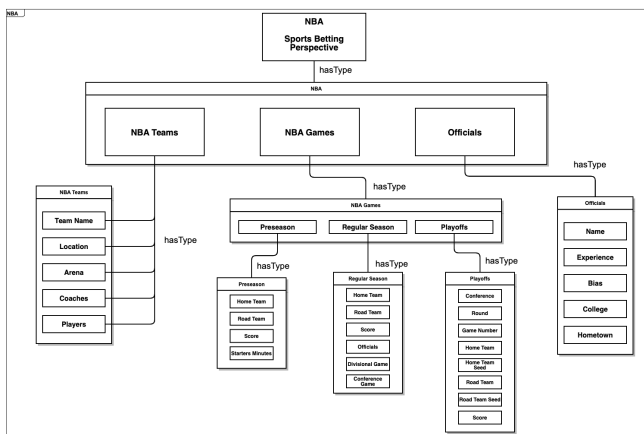 NBA
NBA
Sports Betting
Perspective
hasType
NBA
NBA Teams
NBA Games
Officials
hasType
hasType
hasType
NBA Teams
Team Name
Location
Arena
Coaches
Players
NBA Games
Preseason
Regular Season
Playoffs
hasType
hasType
hasType
Preseason
Home Team
Road Team
Score
Starters Minutes
Regular Season
Home Team
Road Team
Score
Officials
Divisional Game
Conference
Game
Playoffs
Conference
Round
Game Number
Home Team
Home Team
Seed
Road Team
Road Team Seed
Score
Officials
Name
Experience
Bias
College
Hometown